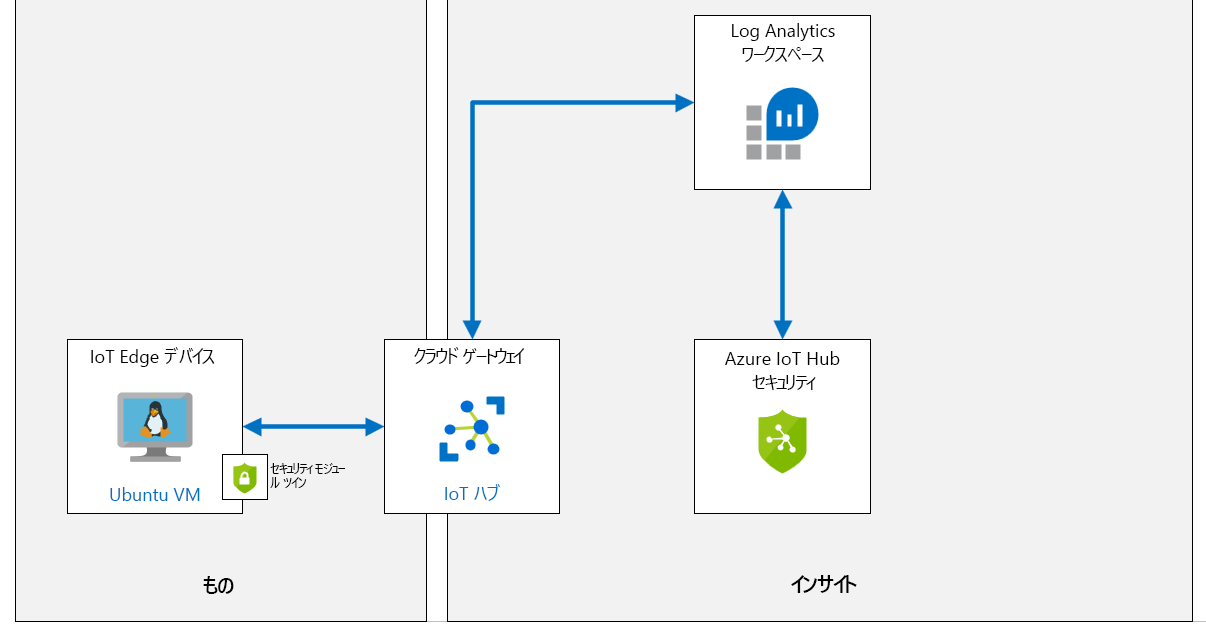 Log Analytics
ワークスペース
IoT Edge デバイス
Ubuntu VM
セキュリティ モジュー
ル ツイン
クラウド ゲートウェイ
IoT ハブ
Azure IoT Hub
セキュリティ
もの
インサイト